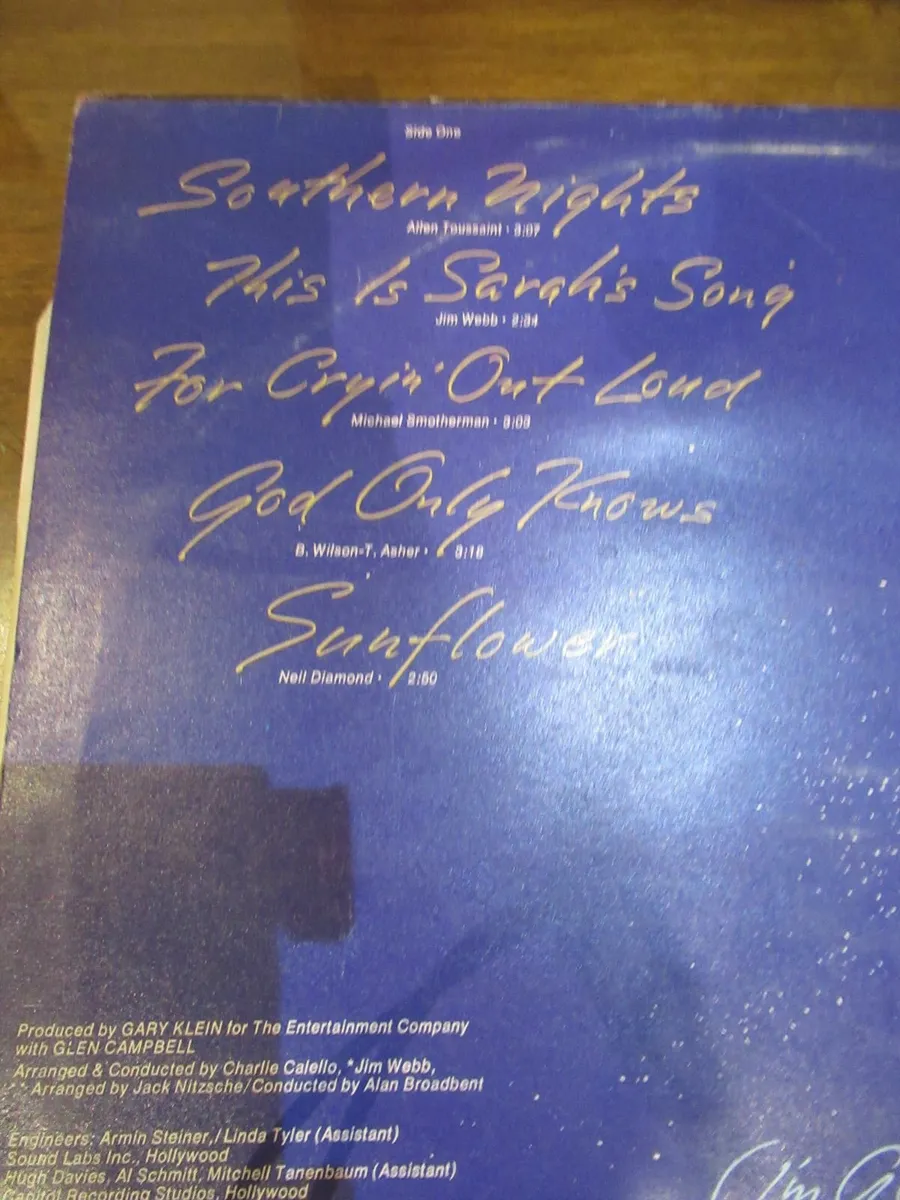 Side One
Southern Nights
Allen Toussaint • 3:07
This Is Sarah's Song
Jim Webb • 2:34
For Cryin' Out Loud
Michael Smotherman • 3:03
God Only Knows
B. Wilson-T. Asher • 3:18
Sunflower
Neil Diamond • 2:50
Produced by GARY KLEIN for The Entertainment Company
with GLEN CAMPBELL
Arranged & Conducted by Charlie Calello, *Jim Webb,
**Arranged by Jack Nitzsche/Conducted by Alan Broadbent
Engineers: Armin Steiner,/Linda Tyler (Assistant)
Sound Labs Inc., Hollywood
Hugh Davies, Al Schmitt, Mitchell Tanenbaum (Assistant)
Capitol Recording Studios, Hollywood